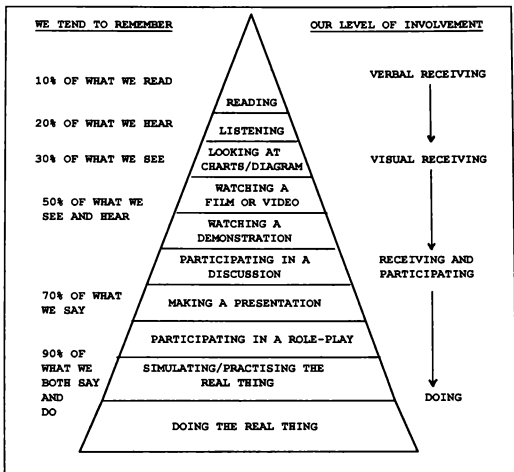 WE TEND TO REMEMBER
OUR LEVEL OF INVOLVEMENT
10% OF WHAT WE READ
VERBAL RECEIVING
READING
20% OF WHAT WE HEAR
LISTENING
30% OF WHAT WE SEE
LOOKING AT
CHARTS/DIAGRAM
VISUAL RECEIVING
50% OF WHAT WE
SEE AND HEAR
WATCHING A
FILM OR VIDEO
WATCHING A
DEMONSTRATION
PARTICIPATING IN A
DISCUSSION
RECEIVING AND
PARTICIPATING
70% OF WHAT
WE SAY
MAKING A PRESENTATION
PARTICIPATING IN A ROLE-PLAY
90% OF
WHAT WE
BOTH SAY
AND
DO
SIMULATING/PRACTISING THE
REAL THING
DOING
DOING THE REAL THING